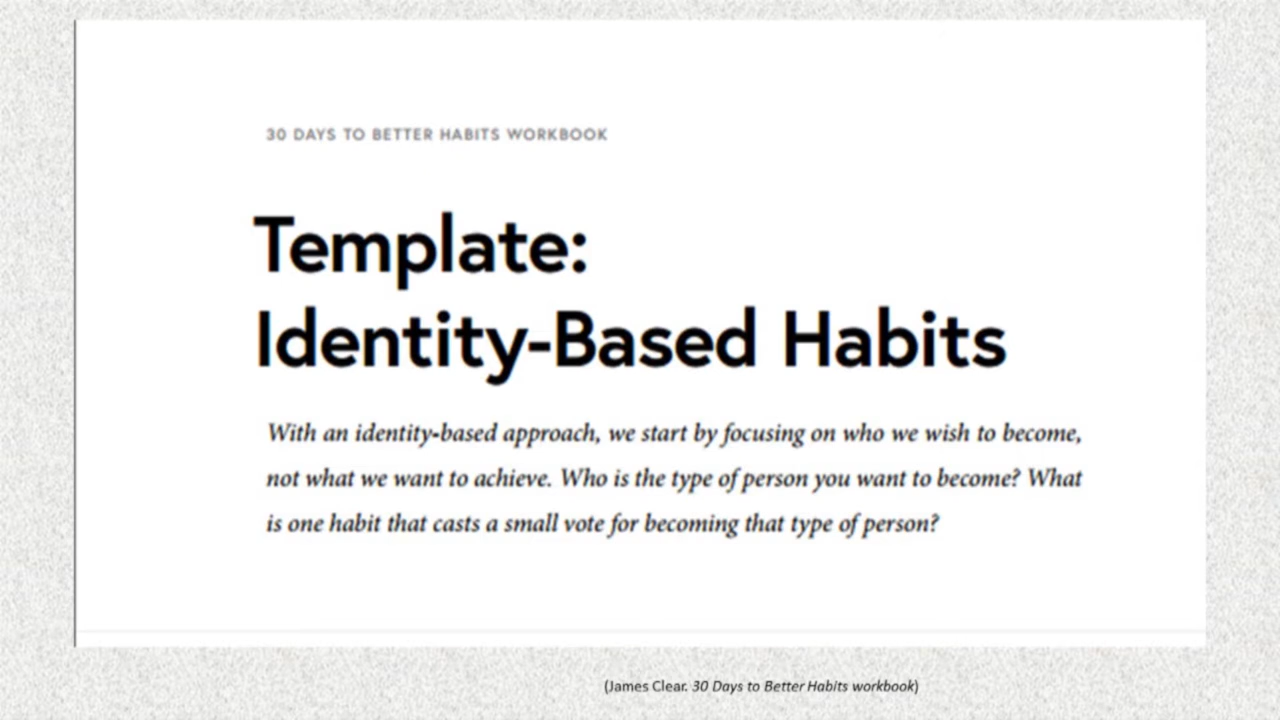 30 DAYS TO BETTER HABITS WORKBOOK
Template:
Identity-Based Habits
With an identity-based approach, we start by focusing on who we wish to become,
not what we want to achieve. Who is the type of person you want to become? What
is one habit that casts a small vote for becoming that type of person?
(James Clear. 30 Days to Better Habits workbook)